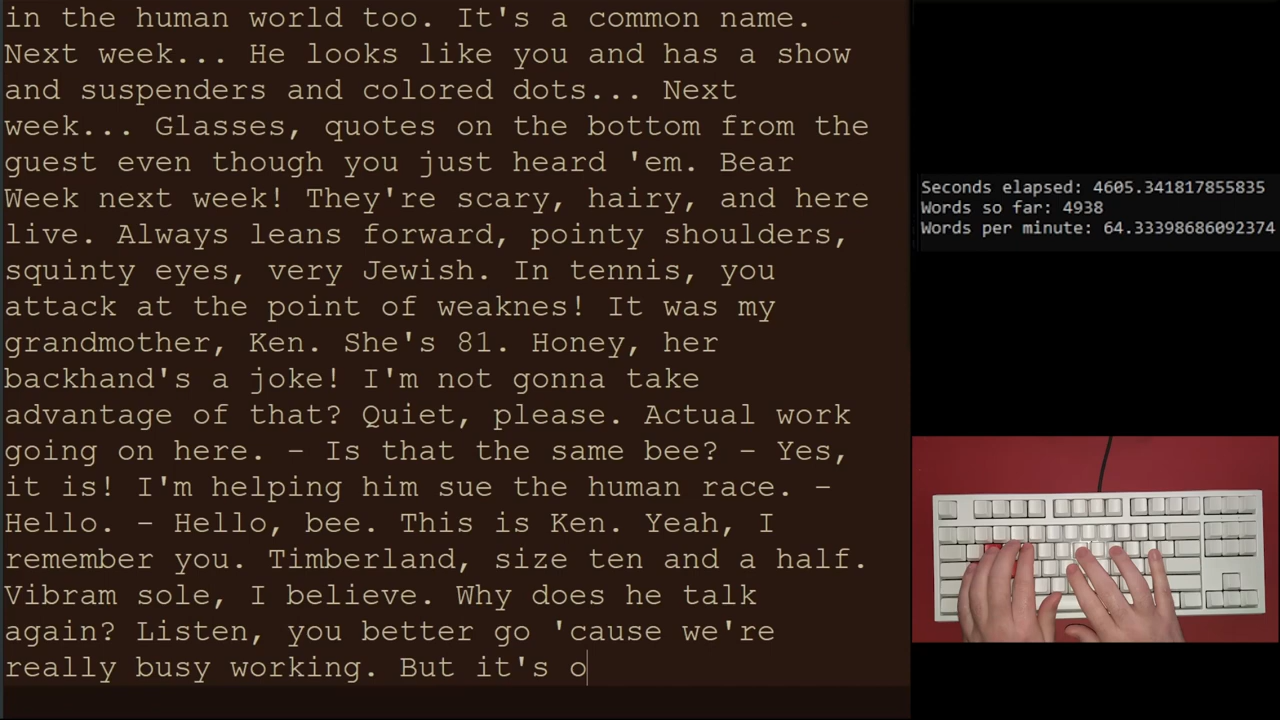 in the human world too. It's a common name.
Next week... He looks like you and has a show
and suspenders and colored dots... Next
week... Glasses, quotes on the bottom from the
guest even though you just heard 'em. Bear
Week next week! They're scary, hairy, and here
live. Always leans forward, pointy shoulders,
squinty eyes, very Jewish. In tennis, you
attack at the point of weaknes! It was my
grandmother, Ken. She's 81. Honey, her
backhand's a joke! I'm not gonna take
advantage of that? Quiet, please. Actual work
going on here. - Is that the same bee? - Yes,
it is! I'm helping him sue the human race. -
Hello. - Hello, bee. This is Ken. Yeah, I
remember you. Timberland, size ten and a half.
Vibram sole, I believe. Why does he talk
again? Listen, you better go 'cause we're
really busy working. But it's o
Seconds elapsed: 4605.341817855835
Words so far: 4938
Words per minute: 64.33398686092374